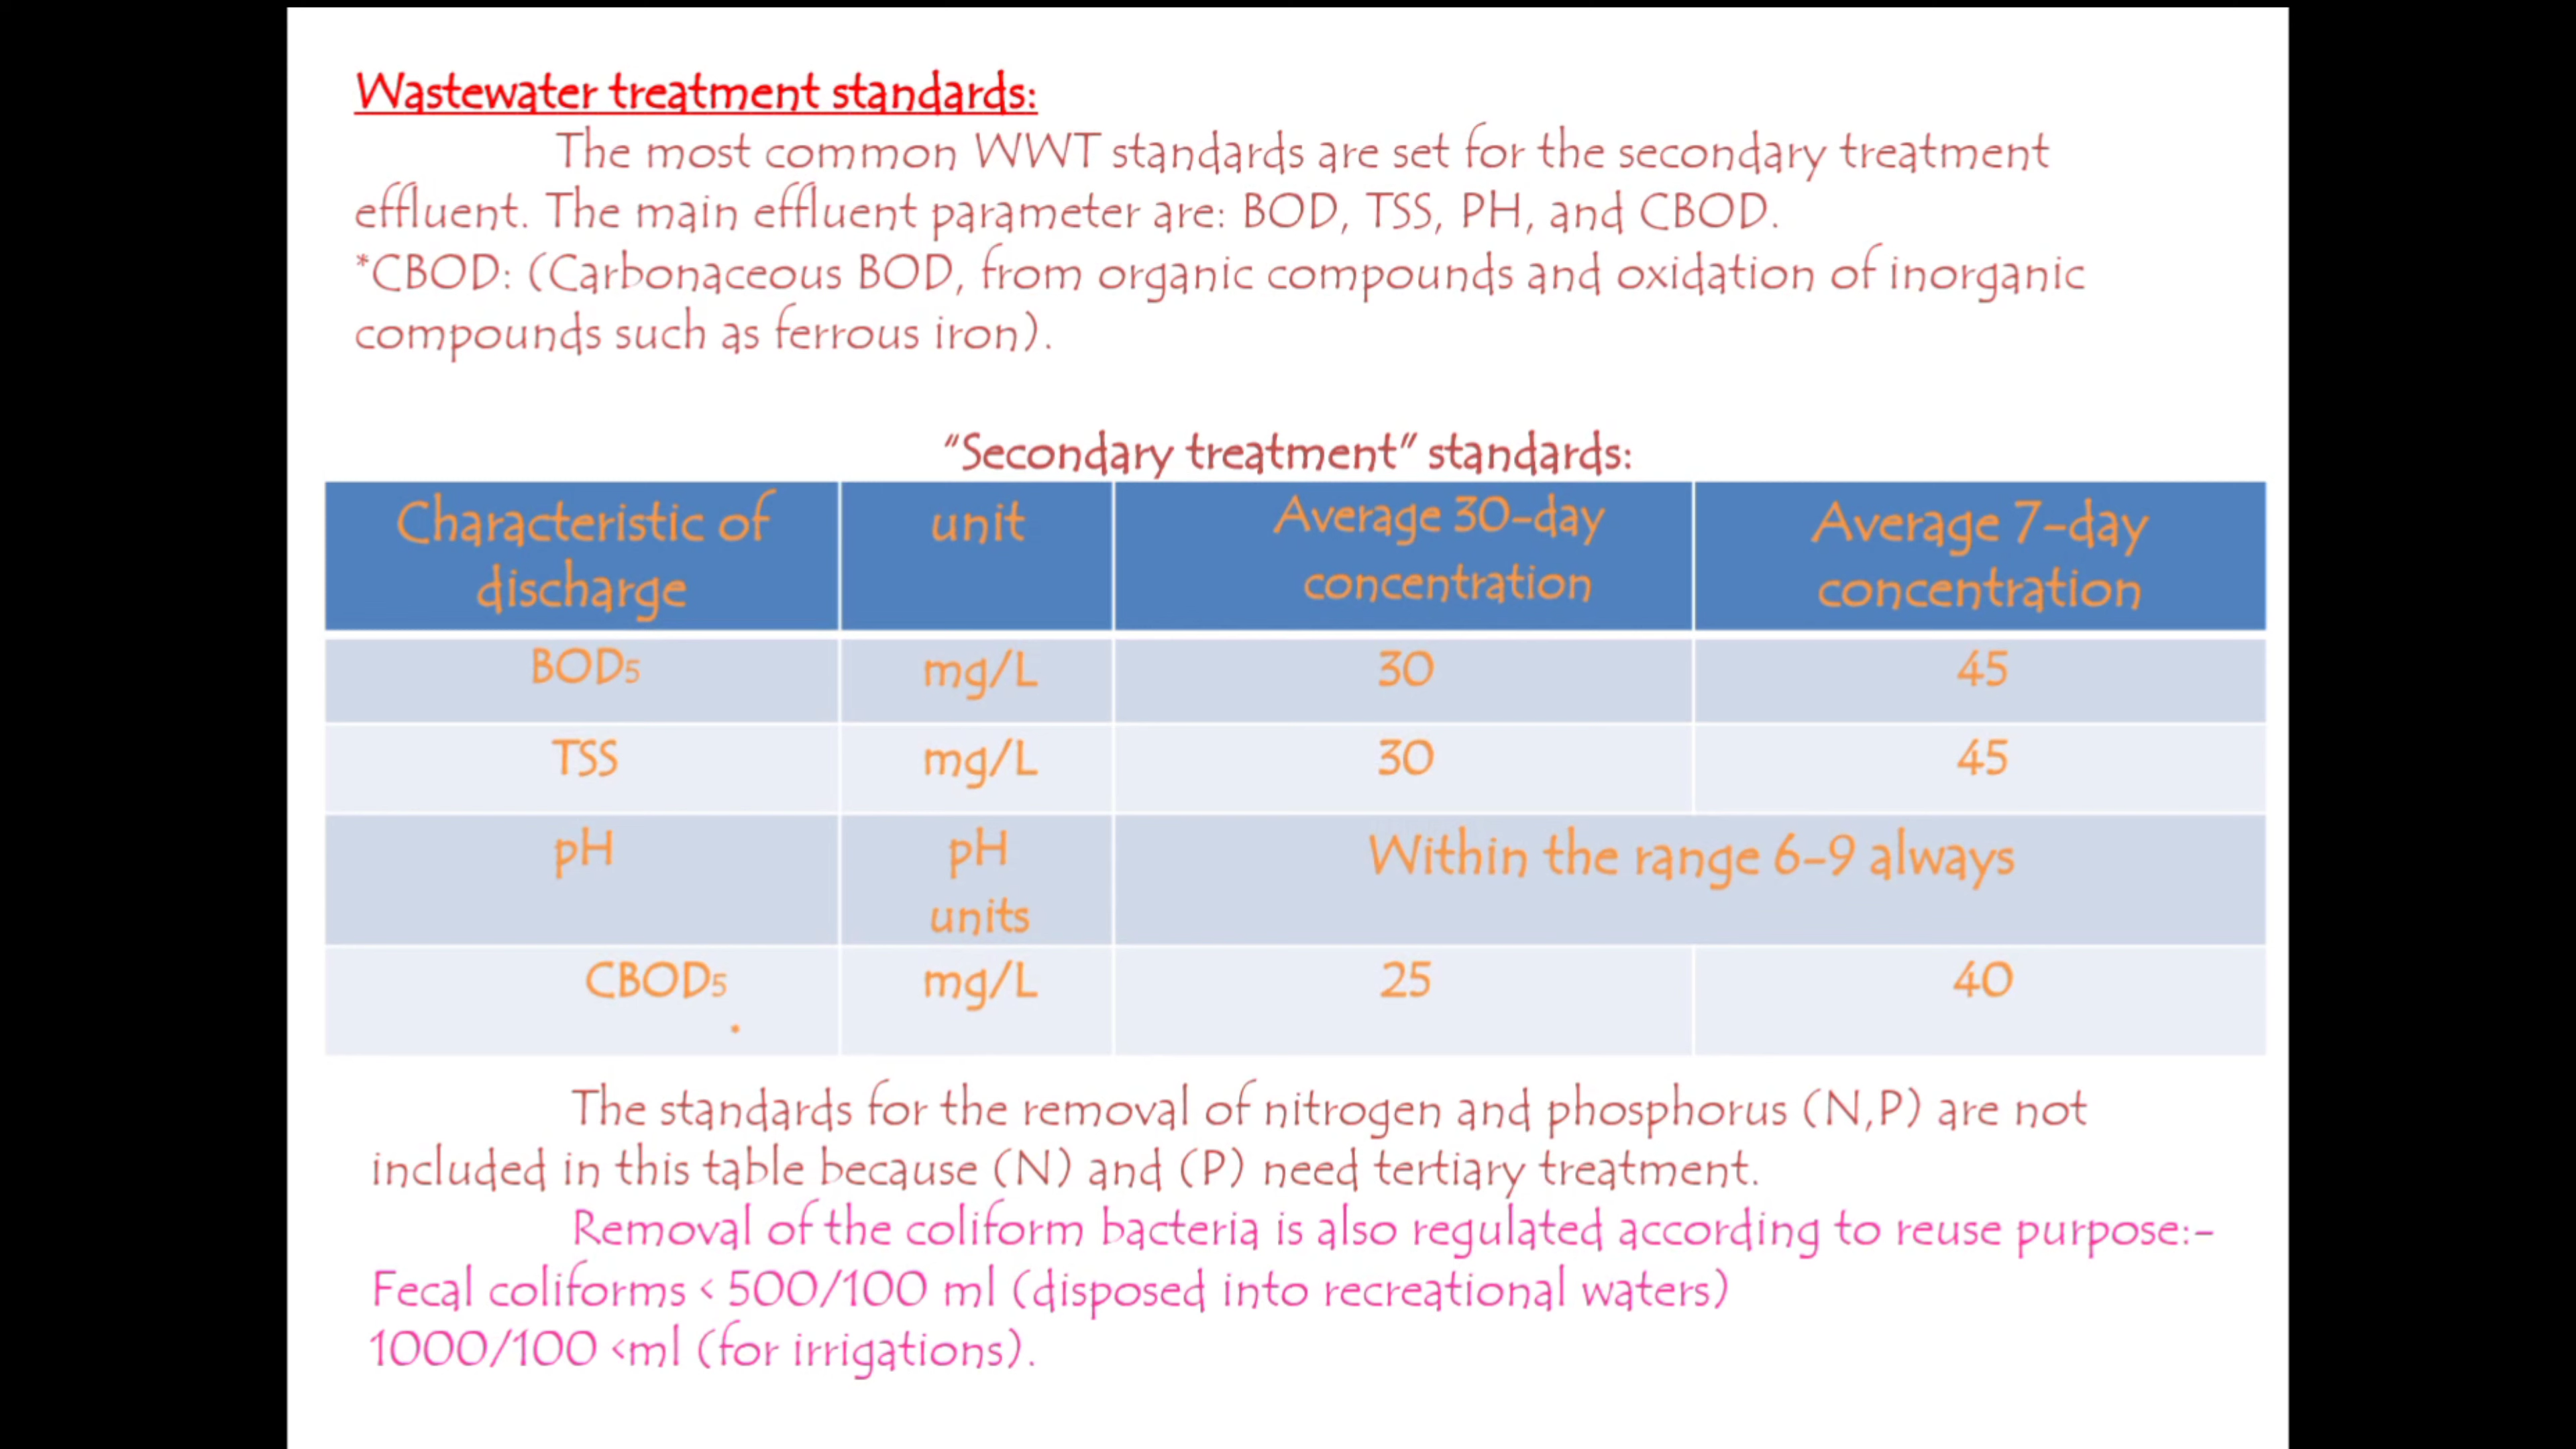 Wastewater treatment standards:
The most common WWT standards are set for the secondary treatment
effluent. The main effluent parameter are: BOD, TSS, PH, and CBOD.
*CBOD: (Carbonaceous BOD, from organic compounds and oxidation of inorganic
compounds such as ferrous iron).
“Secondary treatment” standards:
Characteristic of discharge unit Average 30-day concentration Average 7-day concentration
BOD5 mg/L 30 45
TSS mg/L 30 45
pH pH units Within the range 6-9 always
CBOD5 mg/L 25 40
The standards for the removal of nitrogen and phosphorus (N,P) are not
included in this table because (N) and (P) need tertiary treatment.
Removal of the coliform bacteria is also regulated according to reuse purpose:-
Fecal coliforms < 500/100 ml (disposed into recreational waters)
1000/100 <ml (for irrigations).